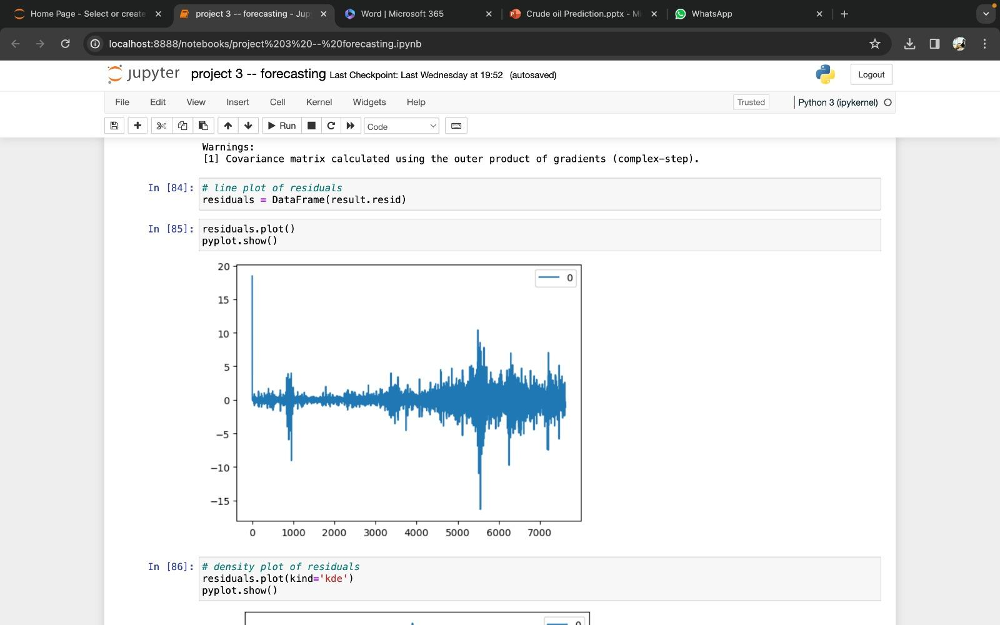 Home Page - Select or create
project 3 -- forecasting - Jup
Word | Microsoft 365
Crude oil Prediction.pptx - Mi
WhatsApp
localhost:8888/notebooks/project%203%20--%20forecasting.ipynb
jupyter project 3 -- forecasting Last Checkpoint: Last Wednesday at 19:52 (autosaved)
Logout
File Edit View Insert Cell Kernel Widgets Help
Trusted
Python 3 (ipykernel)
Run
Code
Warnings:
[1] Covariance matrix calculated using the outer product of gradients (complex-step).
In [84]: # line plot of residuals
residuals = DataFrame(result.resid)
In [85]: residuals.plot()
pyplot.show()
20
0
15
10
5
0
−5
−10
−15
0 1000 2000 3000 4000 5000 6000 7000
In [86]: # density plot of residuals
residuals.plot(kind='kde')
pyplot.show()
0